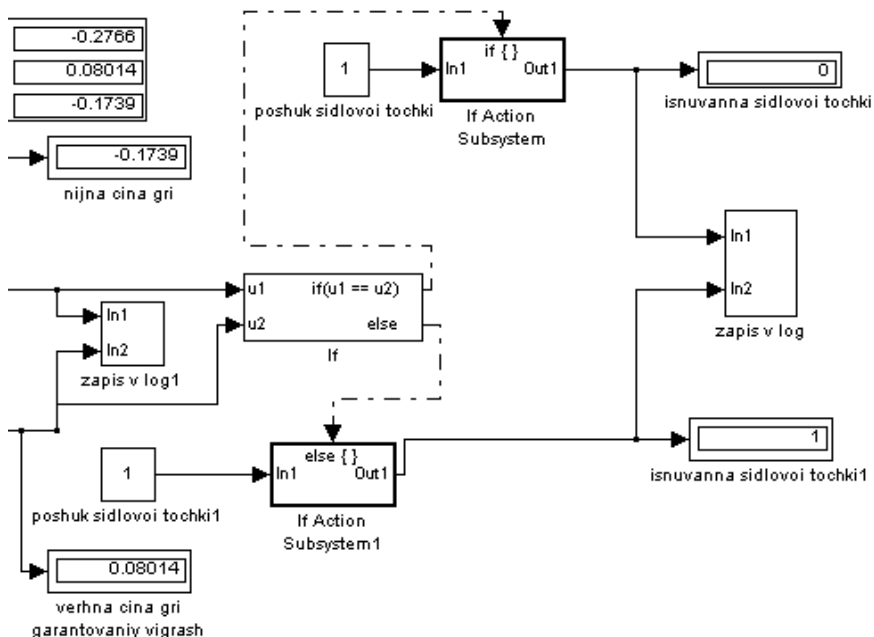 -0.2766
0.08014
-0.1739
-0.1739
nijna cina gri
1
poshuk sidlovoi tochki
if { }
In1
Out1
If Action
Subsystem
0
isnuvanna sidlovoi tochki
In1
In2
zapis v log
u1
if(u1 == u2)
u2
else
If
In1
In2
zapis v log1
1
poshuk sidlovoi tochki1
else { }
In1
Out1
If Action
Subsystem1
1
isnuvanna sidlovoi tochki1
0.08014
verhna cina gri
garantovaniy vigrash